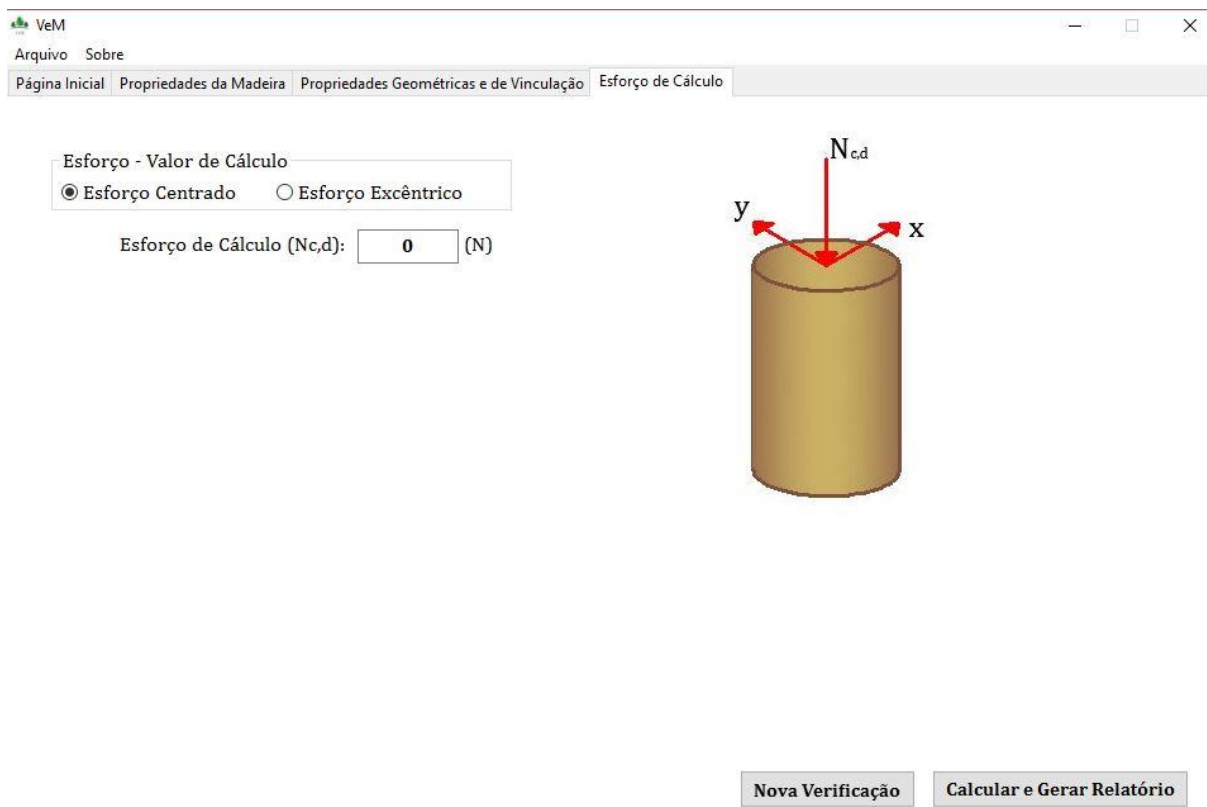 VeM
Arquivo Sobre
Página Inicial Propriedades da Madeira Propriedades Geométricas e de Vinculação Esforço de Cálculo
Esforço - Valor de Cálculo
Esforço Centrado Esforço Excêntrico
Esforço de Cálculo (Nc,d): 0 (N)
Nc,d
y
x
Nova Verificação Calcular e Gerar Relatório